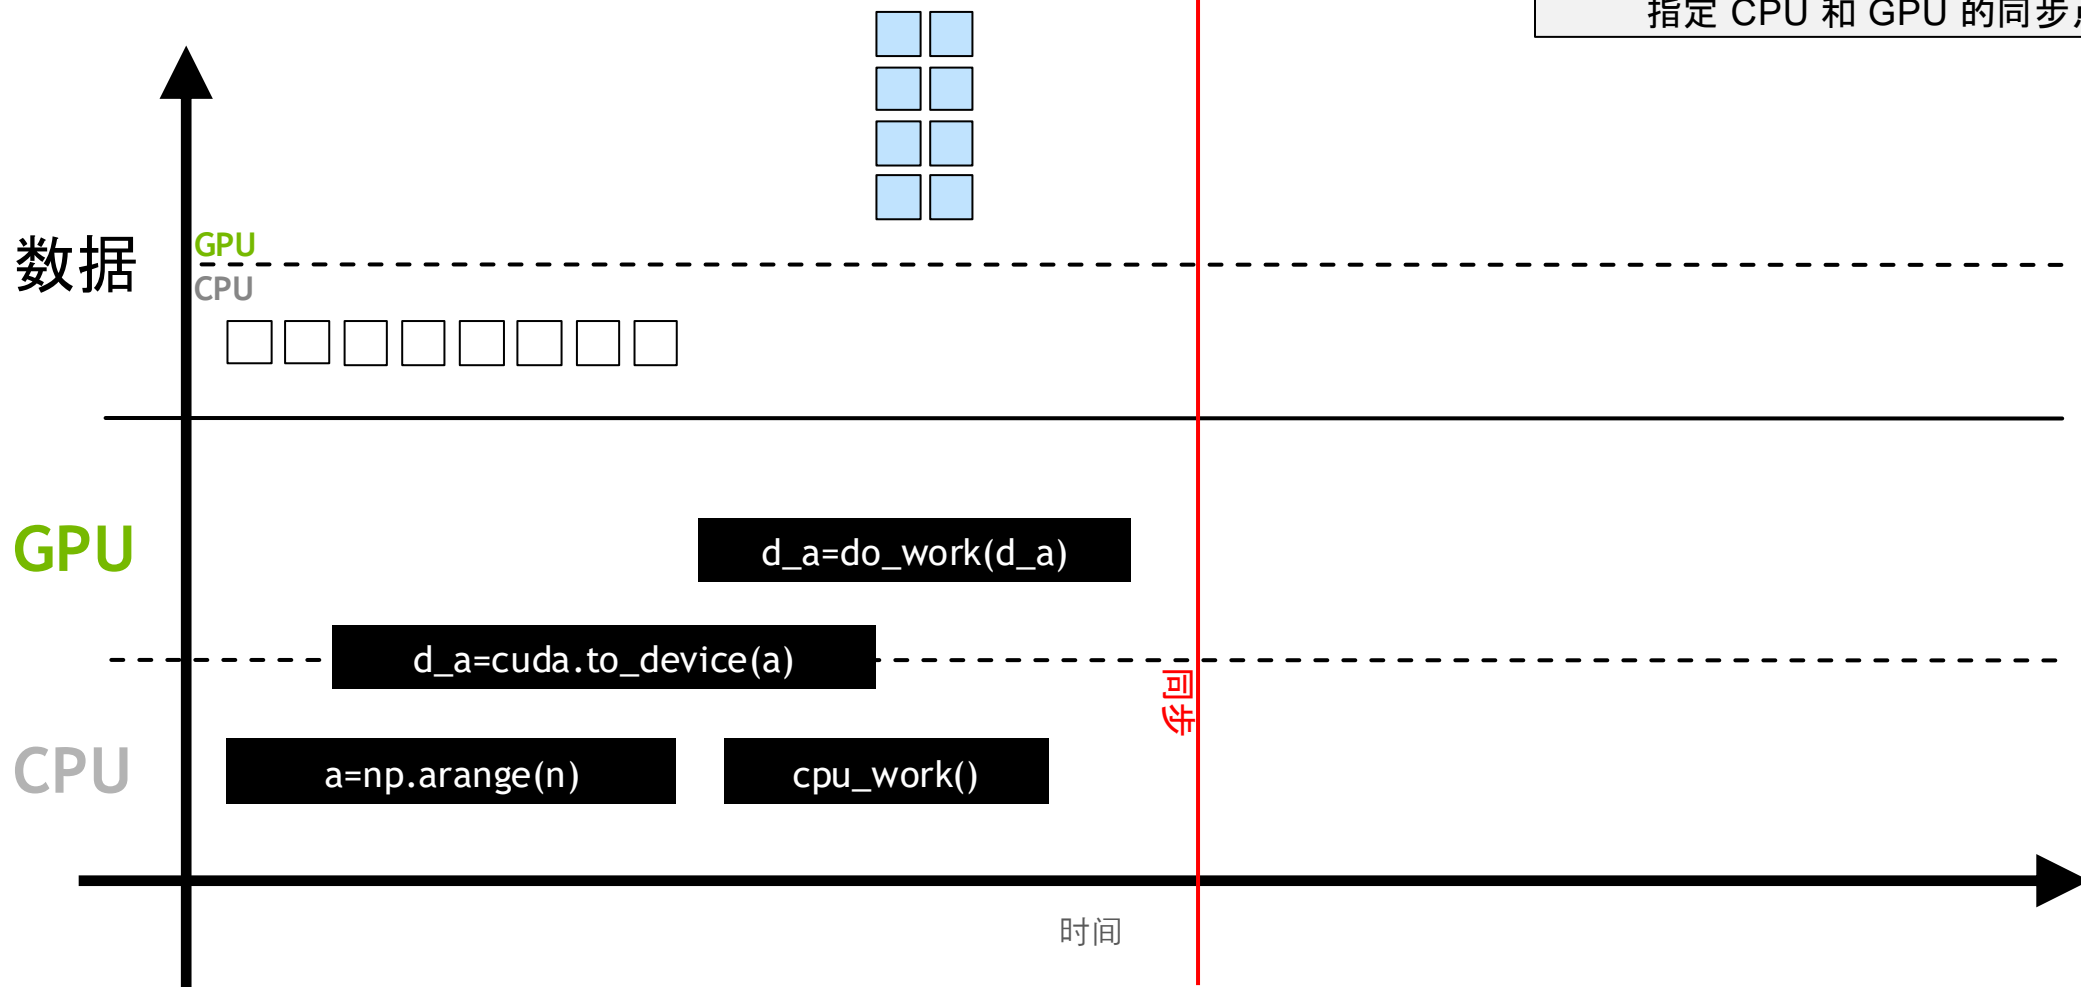 指定 CPU 和 GPU 的同步
数据
GPU
CPU
GPU
d_a=do_work(d_a)
d_a=cuda.to_device(a)
同步
CPU
a=np.arange(n)
cpu_work()
时间